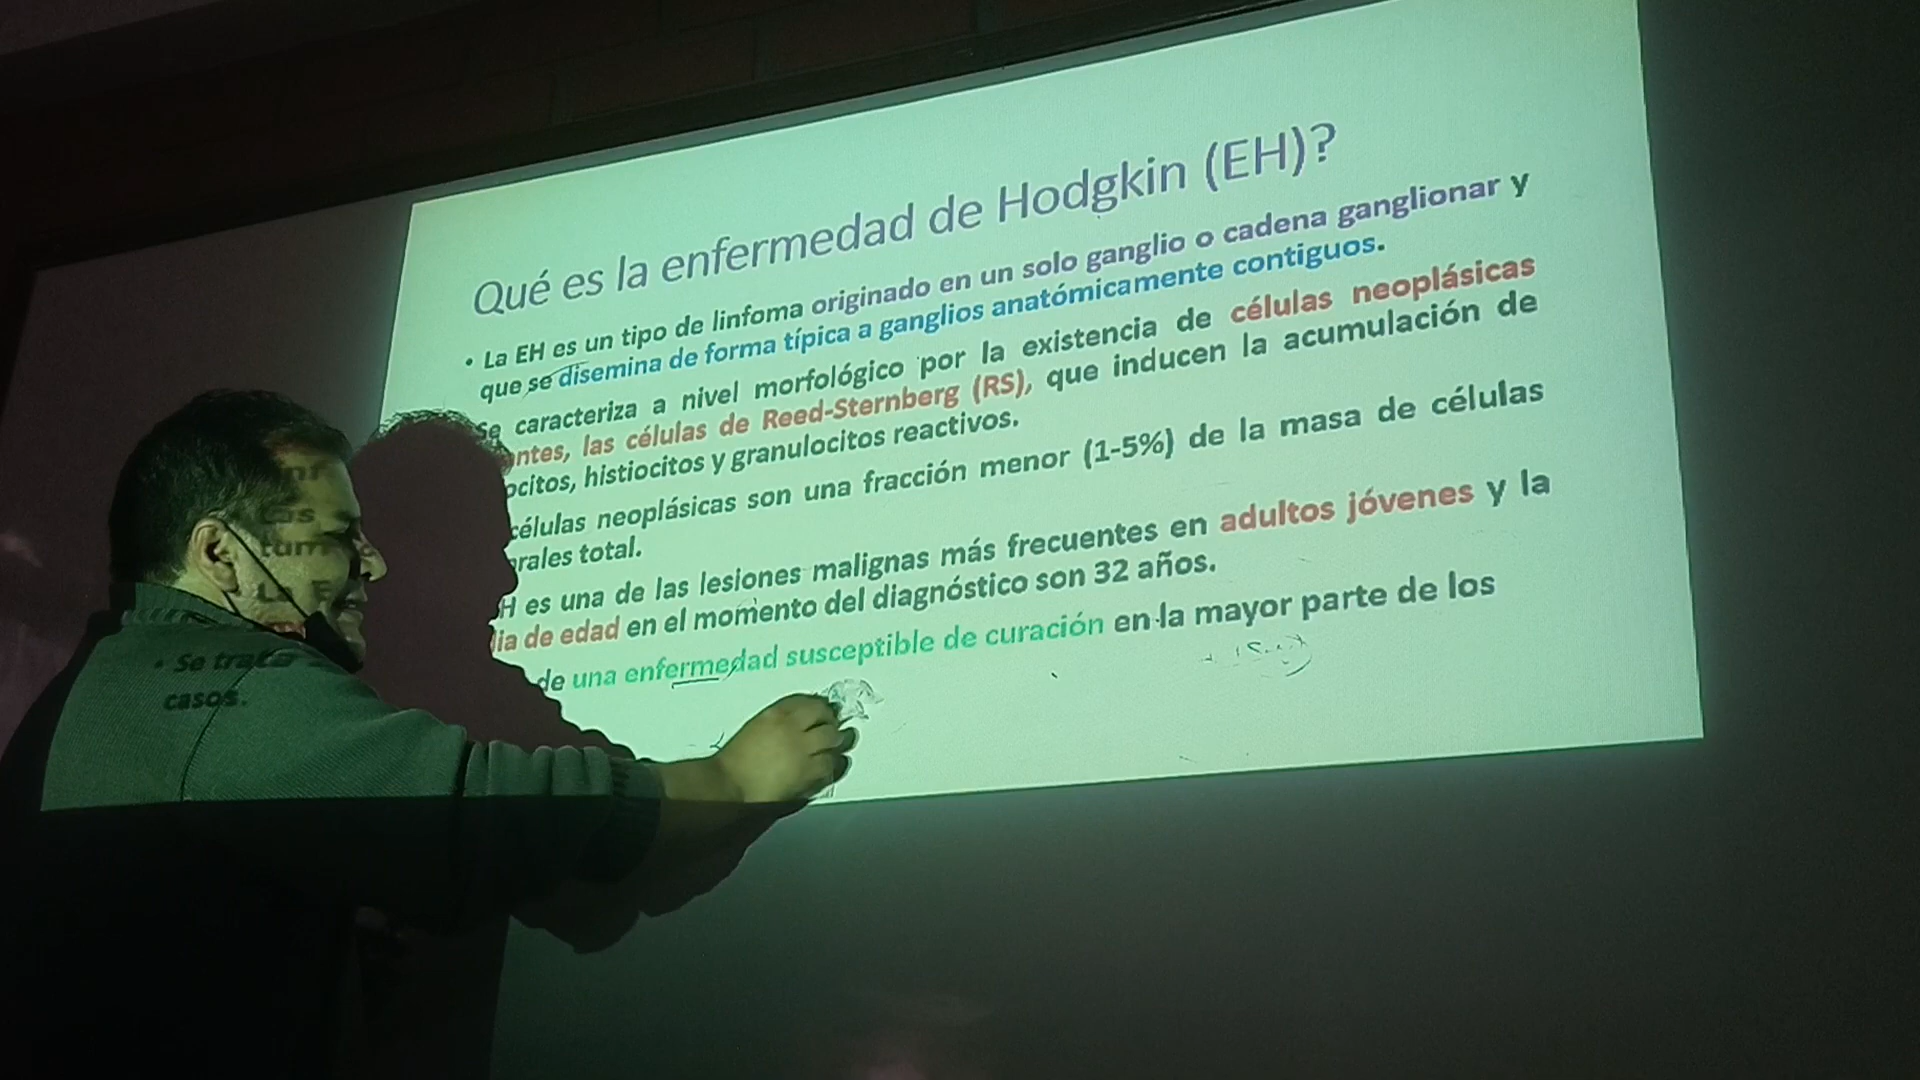 Qué es la enfermedad de Hodgkin (EH)?
• La EH es un tipo de linfoma originado en un solo ganglio o cadena ganglionar y
que se disemina de forma típica a ganglios anatómicamente contiguos.
Se caracteriza a nivel morfológico por la existencia de células neoplásicas
antes, las células de Reed-Sternberg (RS), que inducen la acumulación de
ocitos, histiocitos y granulocitos reactivos.
células neoplásicas son una fracción menor (1-5%) de la masa de células
rales total.
H es una de las lesiones malignas más frecuentes en adultos jóvenes y la
dia de edad en el momento del diagnóstico son 32 años.
• Se trata de una enfermedad susceptible de curación en la mayor parte de los
casos.